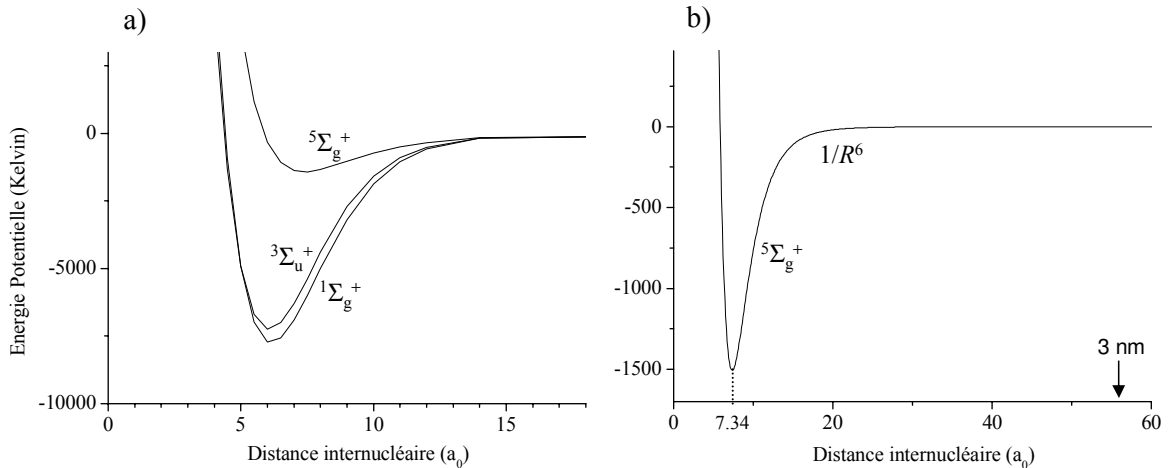 a)
Energie Potentielle (Kelvin)
0
-5000
-10000
⁵Σg⁺
³Σu⁺
¹Σg⁺
0 5 10 15
Distance internucléaire (a₀)
b)
0
-500
-1000
-1500
1/R⁶
⁵Σg⁺
3 nm
0 7.34 20 40 60
Distance internucléaire (a₀)